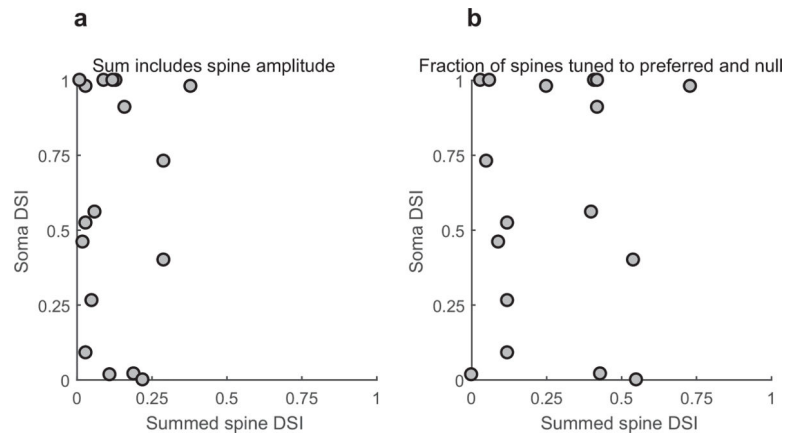 a
Sum includes spine amplitude
1
0.75
0.5
0.25
0
Soma DSI
0 0.25 0.5 0.75 1
Summed spine DSI
b
Fraction of spines tuned to preferred and null
1
0.75
0.5
0.25
0
Soma DSI
0 0.25 0.5 0.75 1
Summed spine DSI